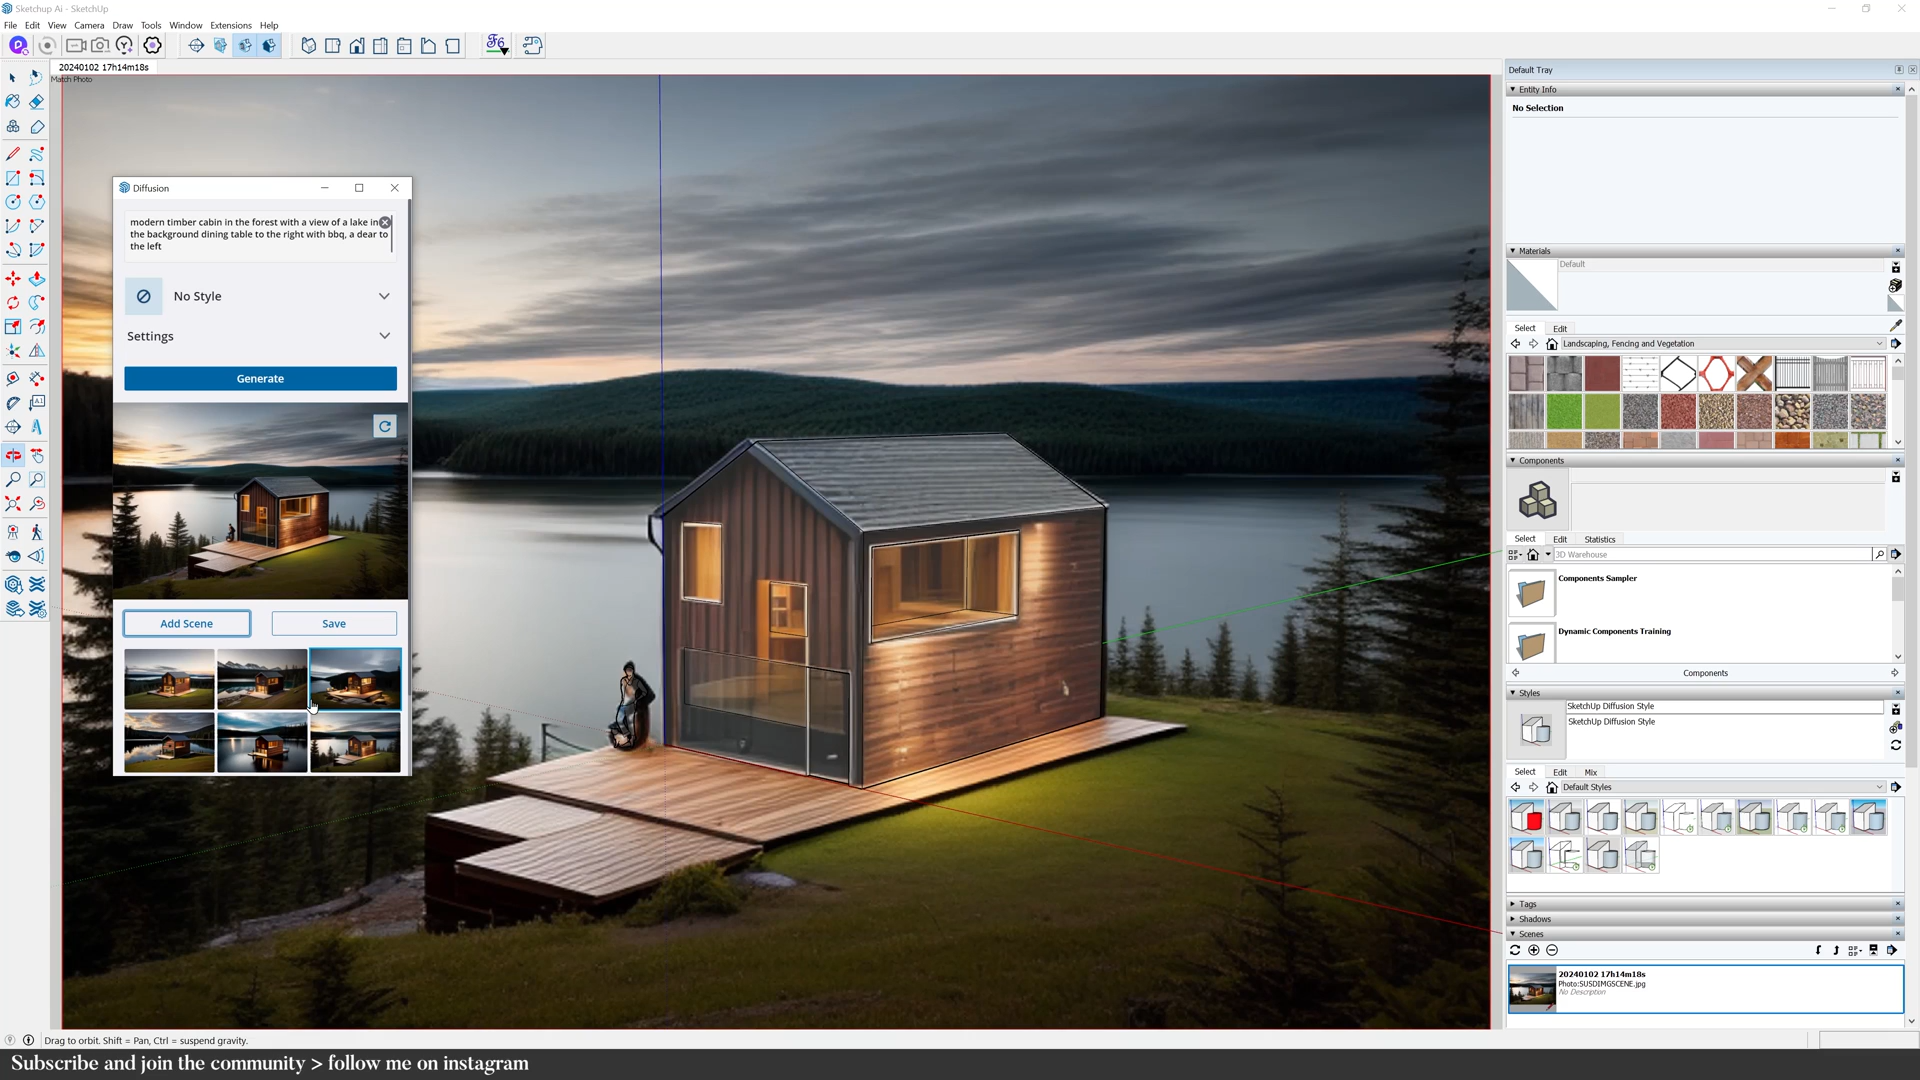 Sketchup Ai - SketchUp
File Edit View Camera Draw Tools Window Extensions Help
20240102 17h14m18s
Match Photo
Diffusion
modern timber cabin in the forest with a view of a lake in
the background dining table to the right with bbq, a dear to
the left
No Style
Settings
Generate
Add Scene Save
Default Tray
Entity Info
No Selection
Materials
Default
Select Edit
Landscaping, Fencing and Vegetation
Components
Select Edit Statistics
3D Warehouse
Components Sampler
Dynamic Components Training
Components
Styles
SketchUp Diffusion Style
SketchUp Diffusion Style
Select Edit Mix
Default Styles
Tags
Shadows
Scenes
20240102 17h14m18s
Photo:SUSDIMGSCENE.jpg
No Description
Drag to orbit. Shift = Pan, Ctrl = suspend gravity.
Subscribe and join the community > follow me on instagram